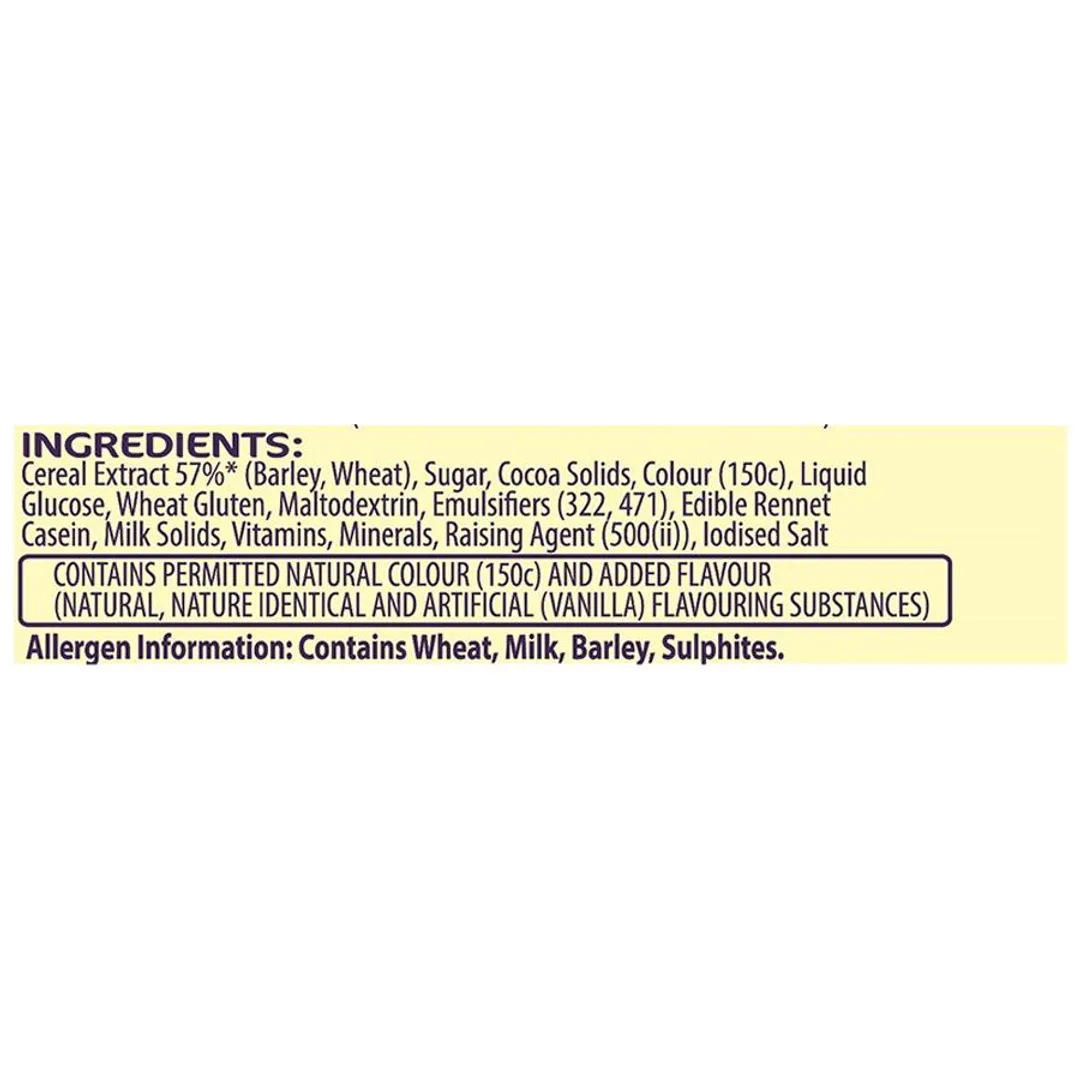 INGREDIENTS:
Cereal Extract 57%* (Barley, Wheat), Sugar, Cocoa Solids, Colour (150c), Liquid
Glucose, Wheat Gluten, Maltodextrin, Emulsifiers (322, 471), Edible Rennet
Casein, Milk Solids, Vitamins, Minerals, Raising Agent (500(ii)), Iodised Salt
CONTAINS PERMITTED NATURAL COLOUR (150c) AND ADDED FLAVOUR
(NATURAL, NATURE IDENTICAL AND ARTIFICIAL (VANILLA) FLAVOURING SUBSTANCES)
Allergen Information: Contains Wheat, Milk, Barley, Sulphites.